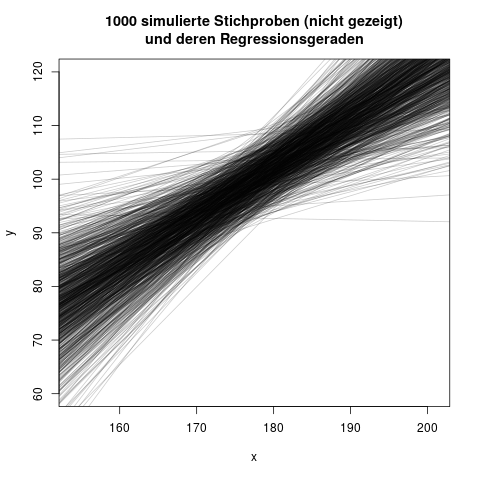 1000 simulierte Stichproben (nicht gezeigt)
und deren Regressionsgeraden
120
110
100
90
80
70
60
y
160 170 180 190 200
x